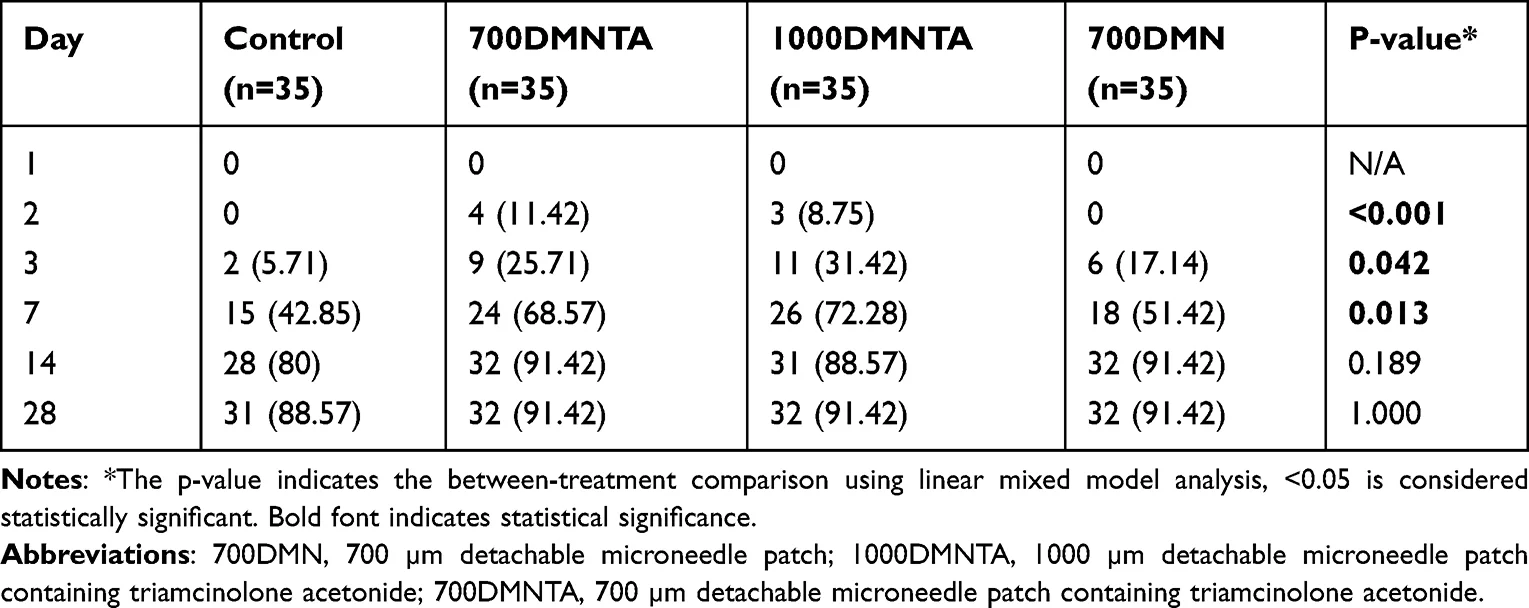 Day Control 700DMNTA 1000DMNTA 700DMN P-value*
(n=35) (n=35) (n=35) (n=35)
1 0 0 0 0 N/A
2 0 4 (11.42) 3 (8.75) 0 <0.001
3 2 (5.71) 9 (25.71) 11 (31.42) 6 (17.14) 0.042
7 15 (42.85) 24 (68.57) 26 (72.28) 18 (51.42) 0.013
14 28 (80) 32 (91.42) 31 (88.57) 32 (91.42) 0.189
28 31 (88.57) 32 (91.42) 32 (91.42) 32 (91.42) 1.000
Notes: *The p-value indicates the between-treatment comparison using linear mixed model analysis, <0.05 is considered
statistically significant. Bold font indicates statistical significance.
Abbreviations: 700DMN, 700 µm detachable microneedle patch; 1000DMNTA, 1000 µm detachable microneedle patch
containing triamcinolone acetonide; 700DMNTA, 700 µm detachable microneedle patch containing triamcinolone acetonide.